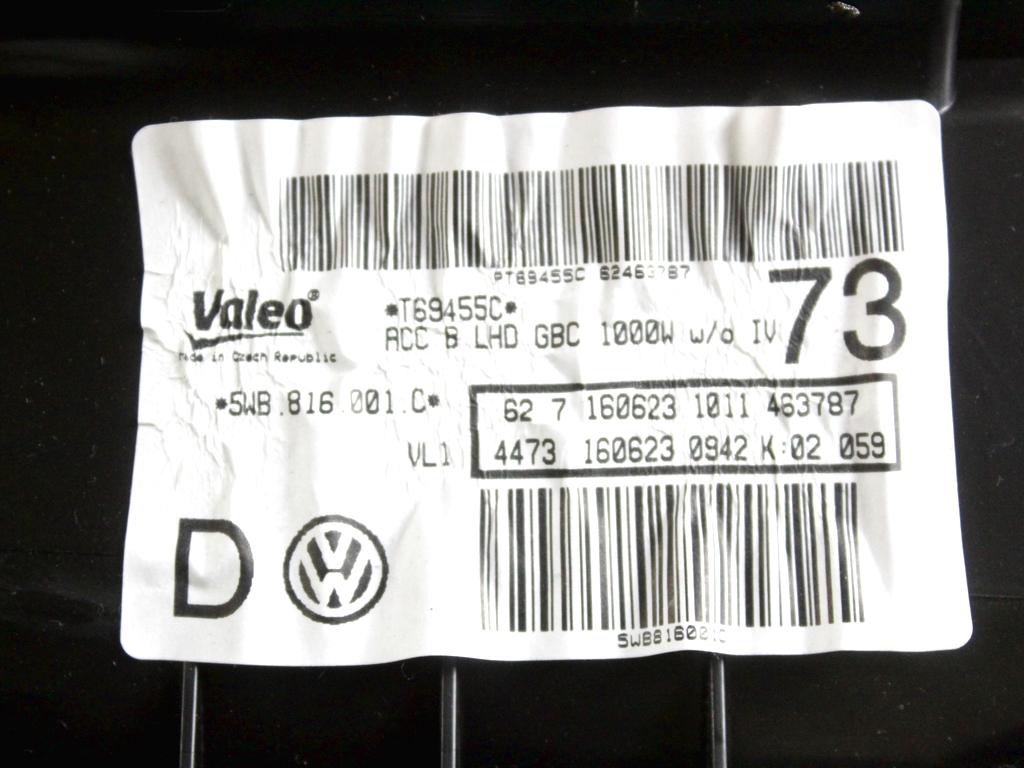 PT69455C 62463787
Valeo®
*T69455C*
73
ACC B LHD GBC 1000W w/o IV
Made in Czech Republic
*5WB.816.001.C*
62 7 160623 1011 463787
VL1
4473 160623 0942 K:02 059
D
5WB816001C